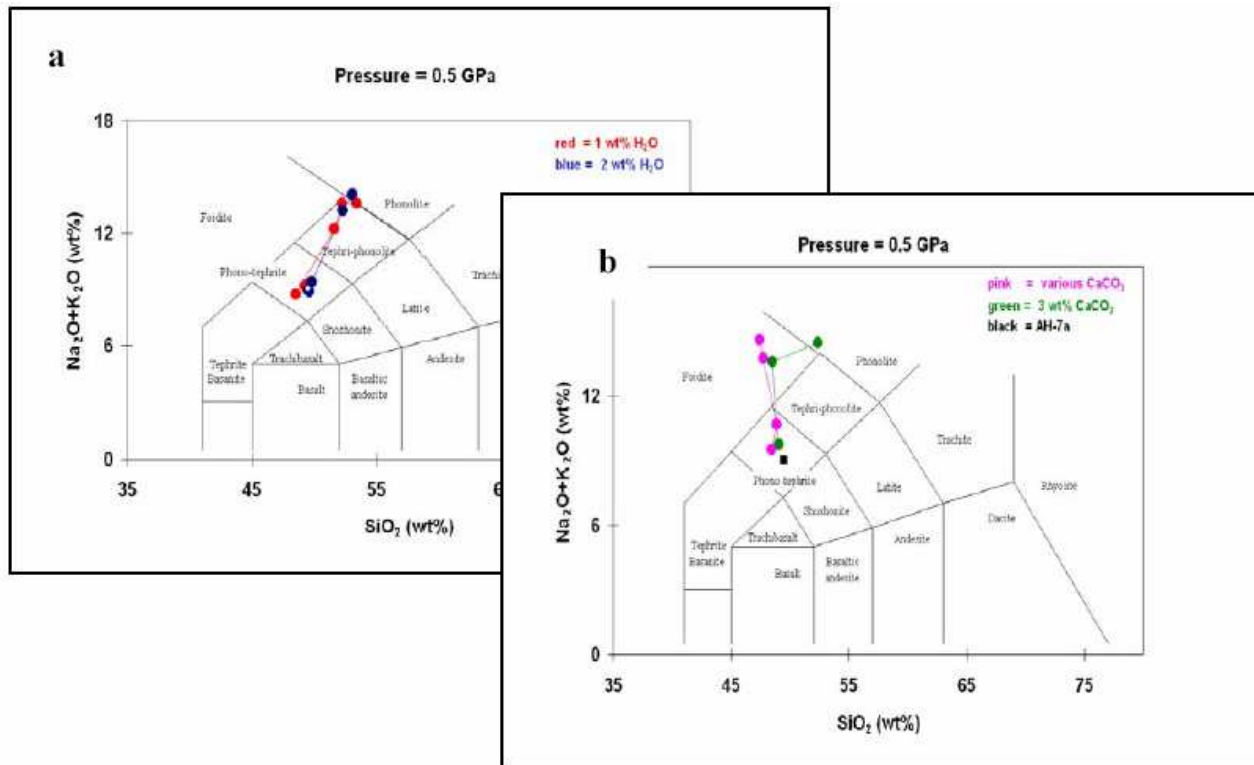 a
Pressure = 0.5 GPa
18
red = 1 wt% H₂O
blue = 2 wt% H₂O
Phonolite
Foidite
12
Tephri-phonolite
Phono-tephrite
Na₂O+K₂O (wt%)
Latite
Shoshonite
6
Tephrite
Basanite
Trachibasalt
Andesite
Basalt
Basaltic
andesite
0
35
45
55
SiO₂ (wt%)
b
Pressure = 0.5 GPa
pink = various CaCO₃
green = 3 wt% CaCO₃
black = AH-7a
Phonolite
Foidite
12
Tephri-phonolite
Trachite
Na₂O+K₂O (wt%)
Phono-tephrite
Latite
Rhyolite
Shoshonite
Dacite
6
Tephrite
Basanite
Trachibasalt
Andesite
Basalt
Basaltic
andesite
0
35
45
55
65
75
SiO₂ (wt%)